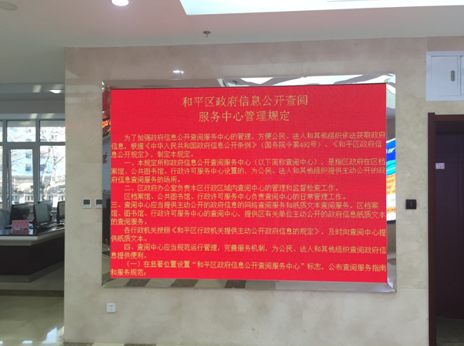 和平区政府信息公开查阅
服务中心管理规定
为了加强政府信息公开查阅服务中心的管理，方便公民、法人和其他组织依法获取政府
信息，根据《中华人民共和国政府信息公开条例》（国务院令第492号）、《和平区政府信
息公开规定》，制定本规定。
一、本规定所称政府信息公开查阅服务中心（以下简称查阅中心），是指区政府在区档
案馆、公共图书馆、行政许可服务中心设置的，为公民、法人和其他组织提供主动公开的政
府信息查阅服务的场所。
二、区政府办公室负责本区行政区域内查阅中心的管理和监督检查工作，
区档案馆、公共图书馆、行政许可服务中心负责查阅中心的日常管理工作。
三、查阅中心应当提供主动公开的政府信息的网络查阅服务和纸质文本查阅服务。区档案
馆、图书馆、行政许可服务中心的查阅中心，提供区有关单位主动公开的政府信息纸质文本
的查阅服务。
各行政机关按照《和平区行政机关提供主动公开的政府信息的规定》，及时向查阅中心提
供纸质文本。
四、查阅中心应当规范运行管理，完善服务机制，为公民、法人和其他组织查阅政府信
息提供便利。
（一）在显著位置设置“和平区政府信息公开查阅服务中心”标志，公布查阅服务指南
和服务规范。